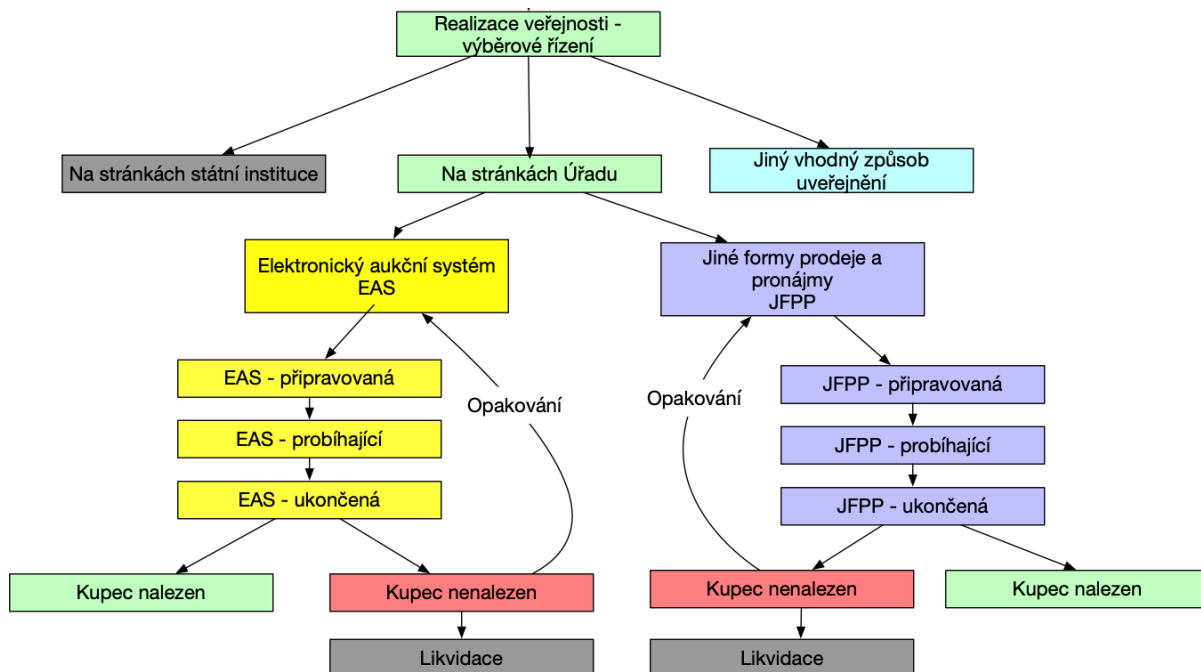 Realizace veřejnosti -
výběrové řízení
Na stránkách státní instituce
Na stránkách Úřadu
Jiný vhodný způsob
uveřejnění
Elektronický aukční systém
EAS
Jiné formy prodeje a
pronájmy
JFPP
EAS - připravovaná
Opakování
Opakování
JFPP - připravovaná
EAS - probíhající
JFPP - probíhající
EAS - ukončená
JFPP - ukončená
Kupec nalezen
Kupec nenalezen
Kupec nenalezen
Kupec nalezen
Likvidace
Likvidace